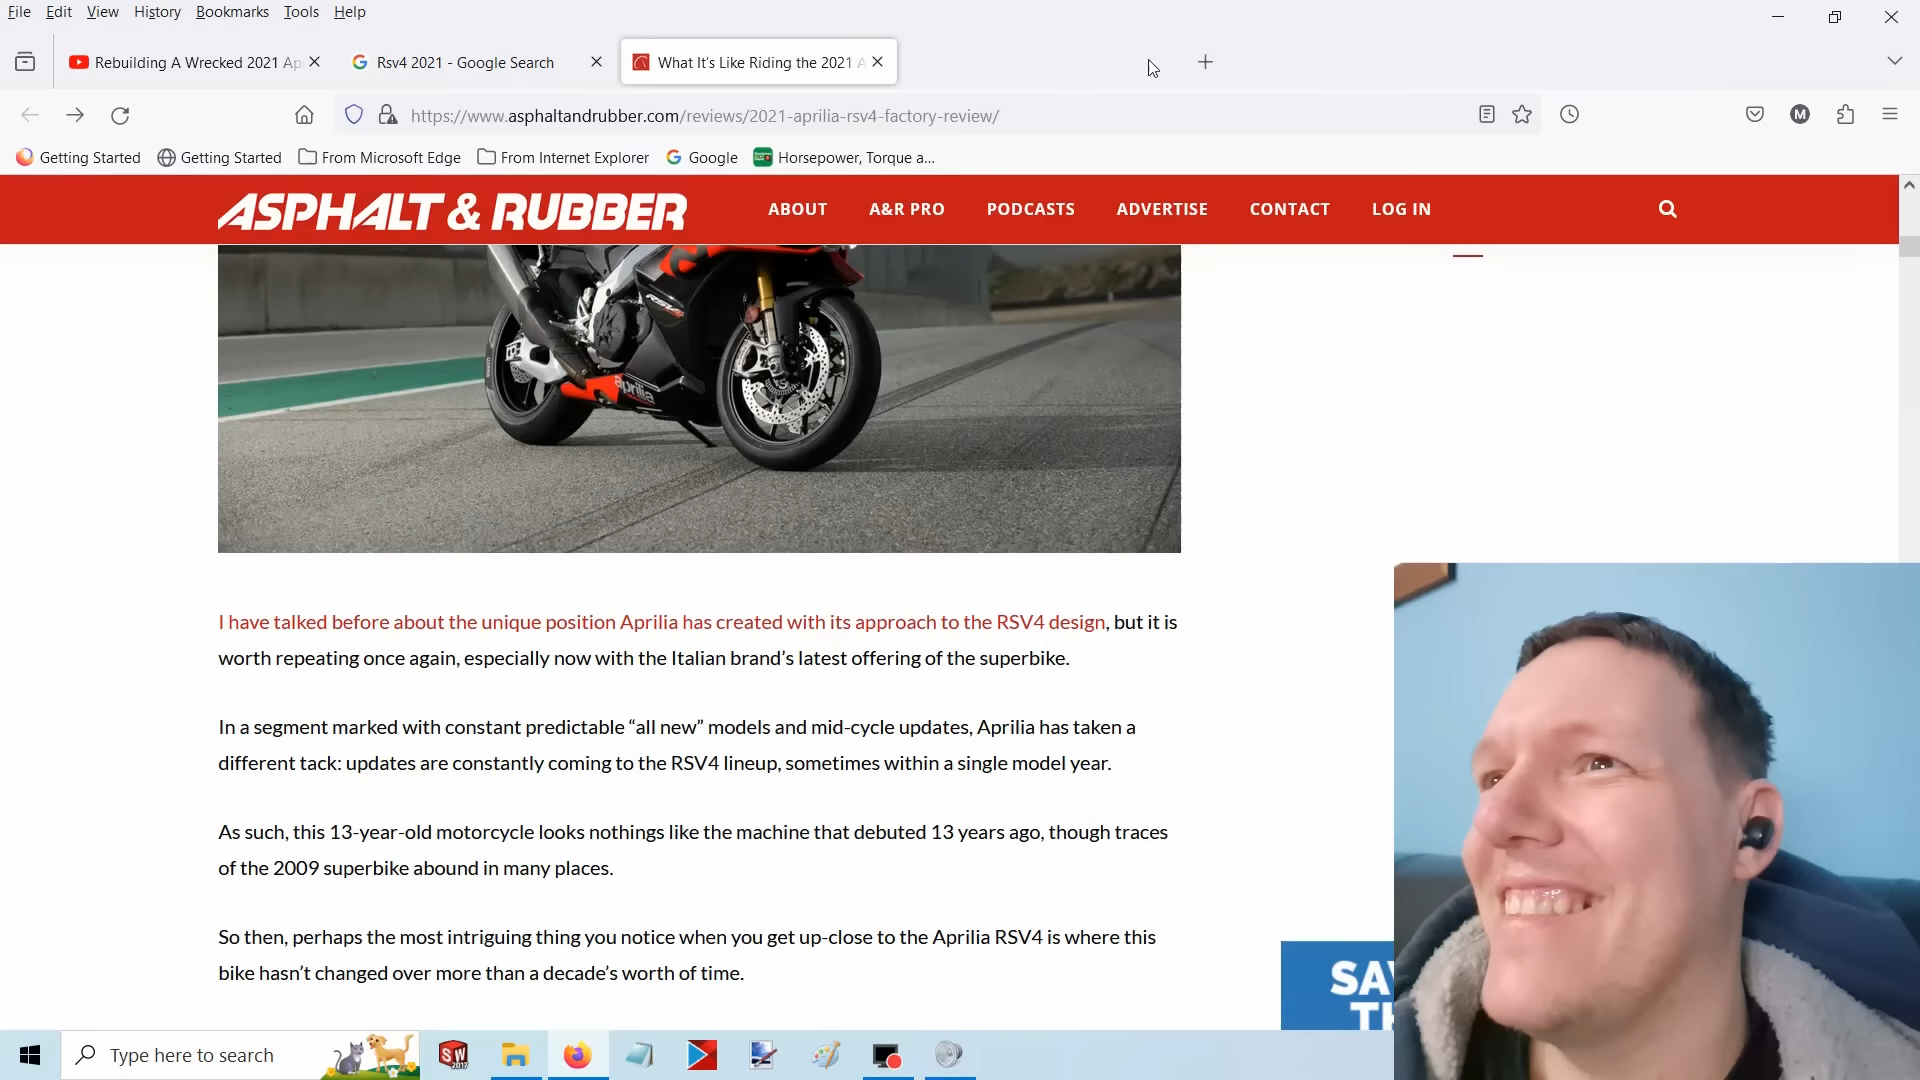 File Edit View History Bookmarks Tools Help
Rebuilding A Wrecked 2021 Ap
Rsv4 2021 - Google Search
What It’s Like Riding the 2021 A
https://www.asphaltandrubber.com/reviews/2021-aprilia-rsv4-factory-review/
M
Getting Started
Getting Started
From Microsoft Edge
From Internet Explorer
Google
Horsepower, Torque a...
ASPHALT & RUBBER
ABOUT
A&R PRO
PODCASTS
ADVERTISE
CONTACT
LOG IN
RSV4
aprilia
I have talked before about the unique position Aprilia has created with its approach to the RSV4 design, but it is
worth repeating once again, especially now with the Italian brand’s latest offering of the superbike.
In a segment marked with constant predictable “all new” models and mid-cycle updates, Aprilia has taken a
different tack: updates are constantly coming to the RSV4 lineup, sometimes within a single model year.
As such, this 13-year-old motorcycle looks nothings like the machine that debuted 13 years ago, though traces
of the 2009 superbike abound in many places.
So then, perhaps the most intriguing thing you notice when you get up-close to the Aprilia RSV4 is where this
bike hasn’t changed over more than a decade’s worth of time.
SAV
TH
Type here to search
SW
2017